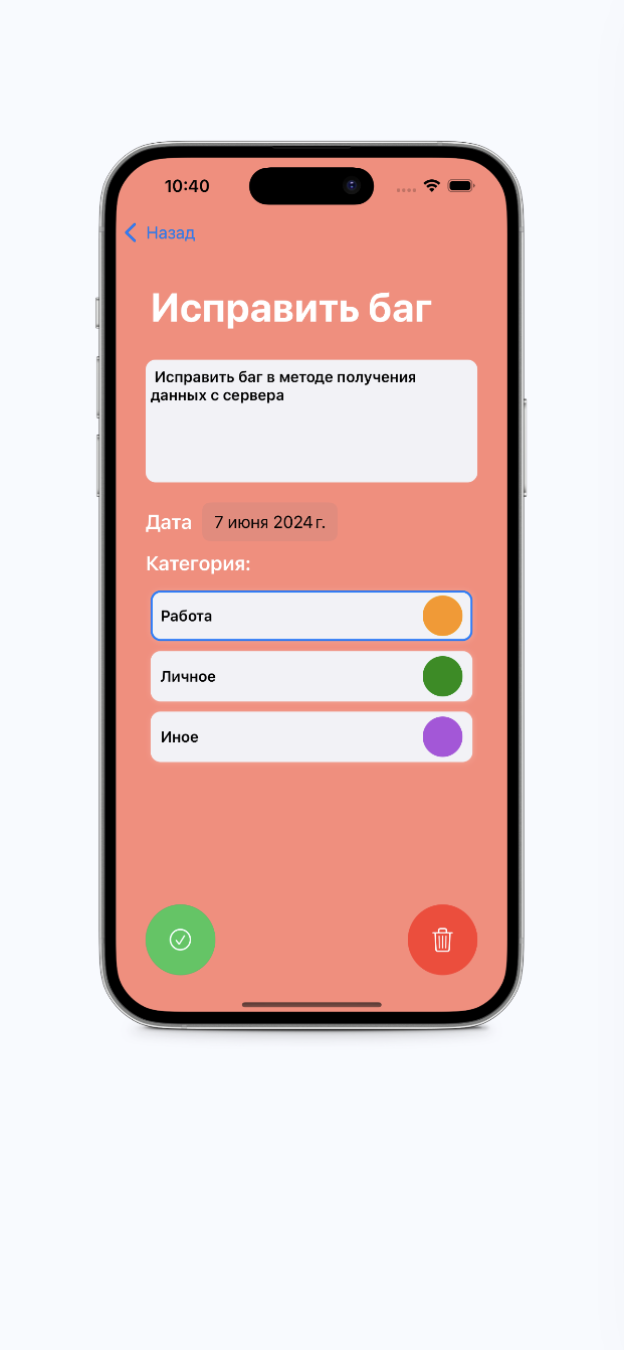 10:40
Назад
Исправить баг
Исправить баг в методе получения
данных с сервера
Дата 7 июня 2024 г.
Категория:
Работа
Личное
Иное